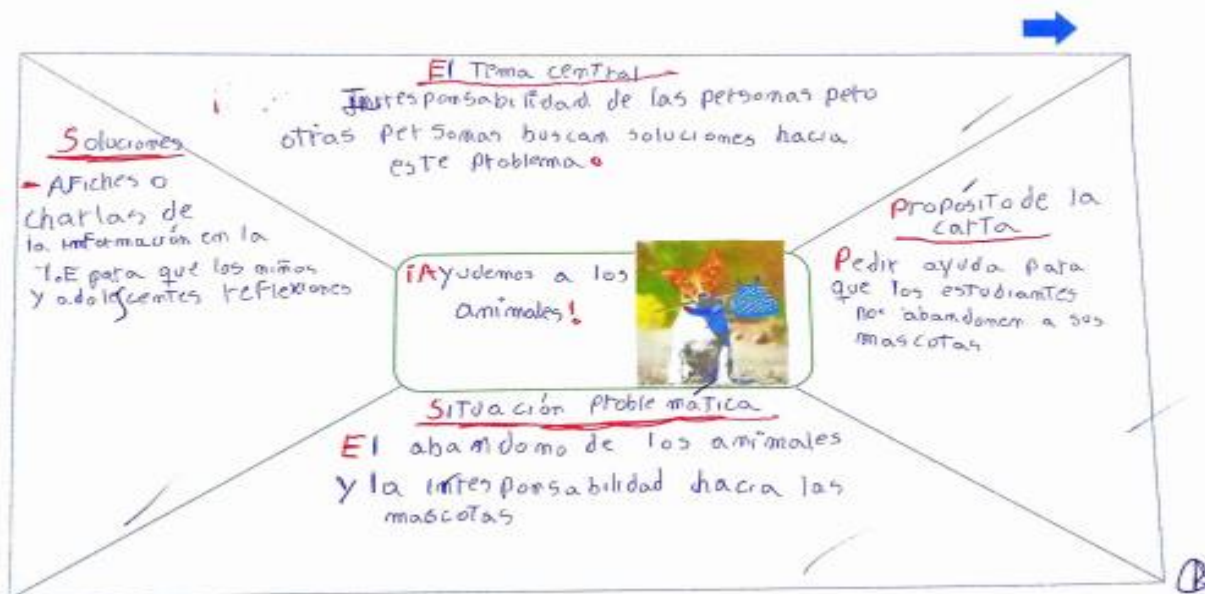 El Tema central
Irresponsabilidad de las personas pero
otras personas buscan soluciones hacia
este problema.
Soluciones
- Afiches o
charlas de
la información en la
I.E para que los niños
y adolescentes reflexiones
¡Ayudemos a los
animales!
Propósito de la
carta
Pedir ayuda para
que los estudiantes
no abandonen a sus
mascotas
Situación problemática
El abandono de los animales
y la irresponsabilidad hacia las
mascotas